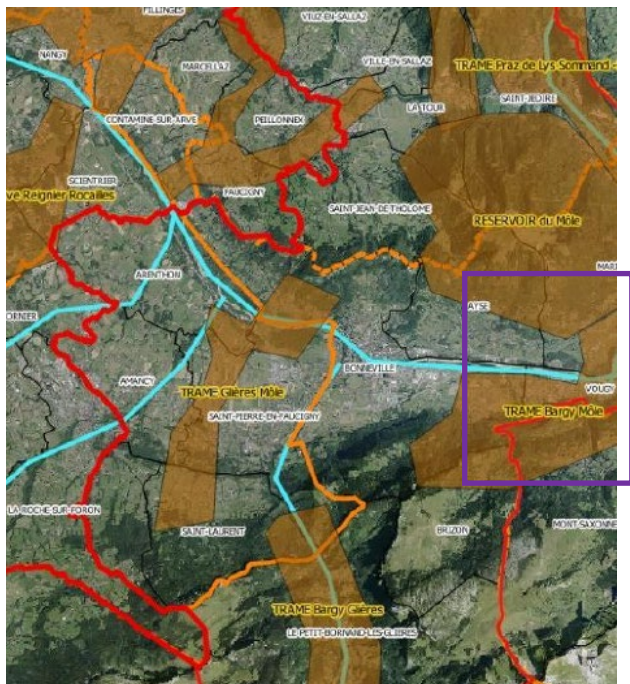 FILLINGES
VIUZ-EN-SALLAZ
NANGY
MARCELLAZ
VILLE-EN-SALLAZ
TRAME Praz de Lys Sommand -
SAINT-JEOIRE
LA TOUR
CONTAMINE-SUR-ARVE
PEILLONNEX
SCIENTRIER
ve Reignier Rocailles
FAUCIGNY
SAINT-JEAN-DE-THOLOME
RESERVOIR du Môle
ARENTHON
MARI
ORNIER
AYSE
BONNEVILLE
AMANCY
TRAME Glières Môle
VOUGY
TRAME Bargy Môle
SAINT-PIERRE-EN-FAUCIGNY
LA ROCHE-SUR-FORON
SAINT-LAURENT
BRIZON
MONT-SAXONNE
TRAME Bargy Glières
LE PETIT-BORNAND-LES-GLIERES